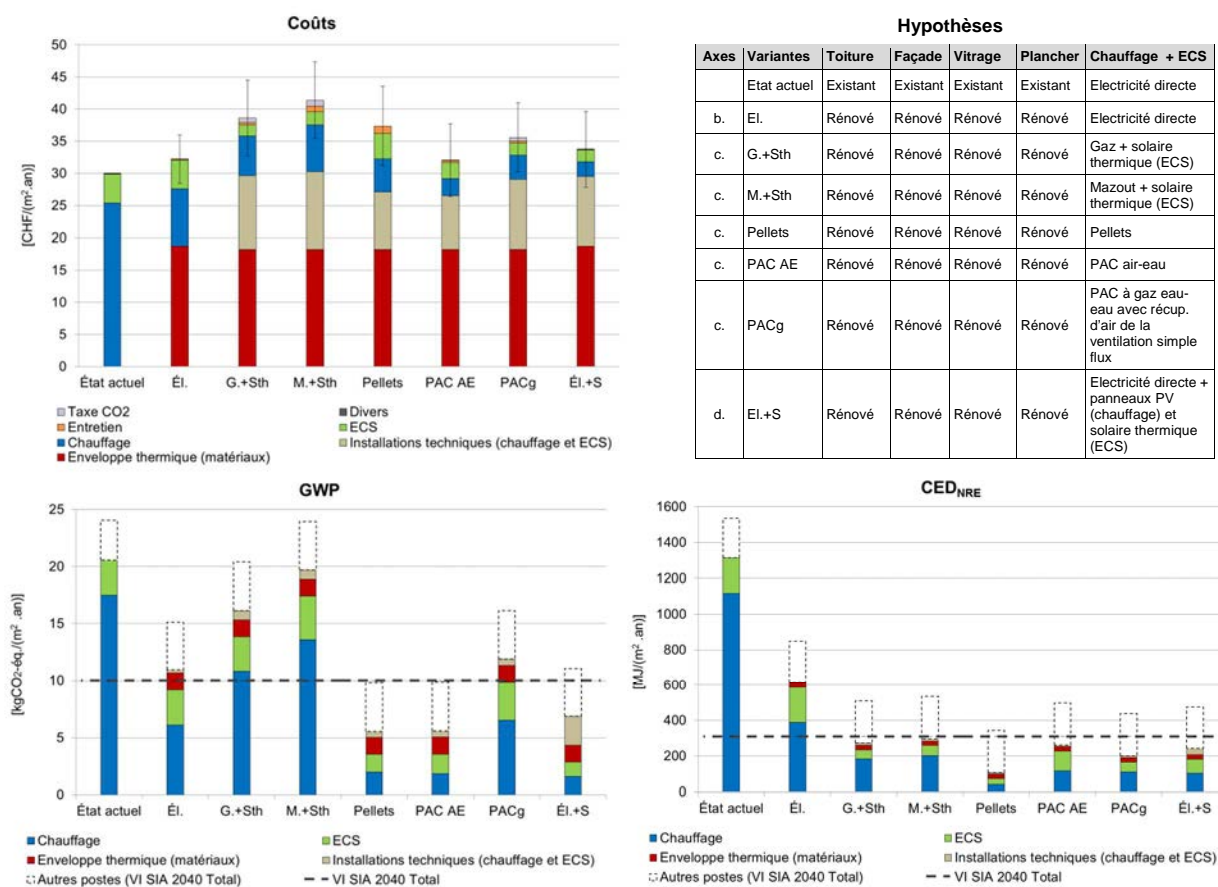 Coûts
50
45
40
35
30
25
20
15
10
5
0
[CHF/(m².an)]
État actuel Él. G.+Sth M.+Sth Pellets PAC AE PACg Él.+S
Taxe CO2 Divers
Entretien ECS
Chauffage Installations techniques (chauffage et ECS)
Enveloppe thermique (matériaux)
Hypothèses
Axes Variantes Toiture Façade Vitrage Plancher Chauffage + ECS
Etat actuel Existant Existant Existant Existant Electricité directe
b. El. Rénové Rénové Rénové Rénové Electricité directe
c. G.+Sth Rénové Rénové Rénové Rénové Gaz + solaire
thermique (ECS)
c. M.+Sth Rénové Rénové Rénové Rénové Mazout + solaire
thermique (ECS)
c. Pellets Rénové Rénové Rénové Rénové Pellets
c. PAC AE Rénové Rénové Rénové Rénové PAC air-eau
c. PACg Rénové Rénové Rénové Rénové PAC à gaz eau-
eau avec récup.
d'air de la
ventilation simple
flux
d. El.+S Rénové Rénové Rénové Rénové Electricité directe +
panneaux PV
(chauffage) et
solaire thermique
(ECS)
GWP
25
20
15
10
5
0
[kgCO2-éq./(m² .an)]
État actuel Él. G.+Sth M.+Sth Pellets PAC AE PACg Él.+S
Chauffage ECS
Enveloppe thermique (matériaux) Installations techniques (chauffage et ECS)
Autres postes (VI SIA 2040 Total) VI SIA 2040 Total
CED_NRE
1600
1400
1200
1000
800
600
400
200
0
[MJ/(m² .an)]
État actuel Él. G.+Sth M.+Sth Pellets PAC AE PACg Él.+S
Chauffage ECS
Enveloppe thermique (matériaux) Installations techniques (chauffage et ECS)
Autres postes (VI SIA 2040 Total) VI SIA 2040 Total